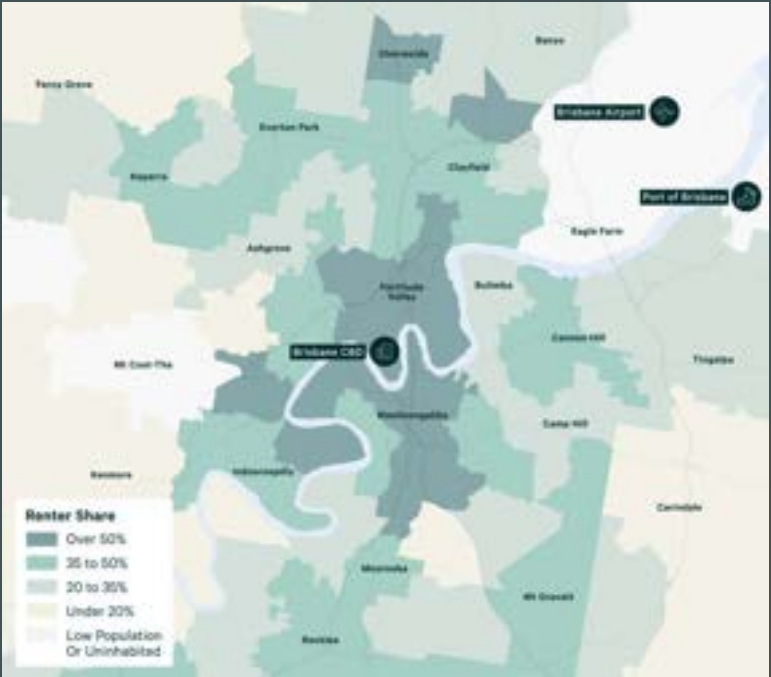 Chermside
Banyo
Ferny Grove
Brisbane Airport
Everton Park
Clayfield
Keperra
Port of Brisbane
Eagle Farm
Ashgrove
Bulimba
Fortitude
Valley
Cannon Hill
Brisbane CBD
Tingalpa
Mt Coot-Tha
Woolloongabba
Camp Hill
Kenmore
Indooroopilly
Carindale
Renter Share
Over 50%
35 to 50%
20 to 35%
Under 20%
Low Population
Or Uninhabited
Moorooka
Mt Gravatt
Rocklea